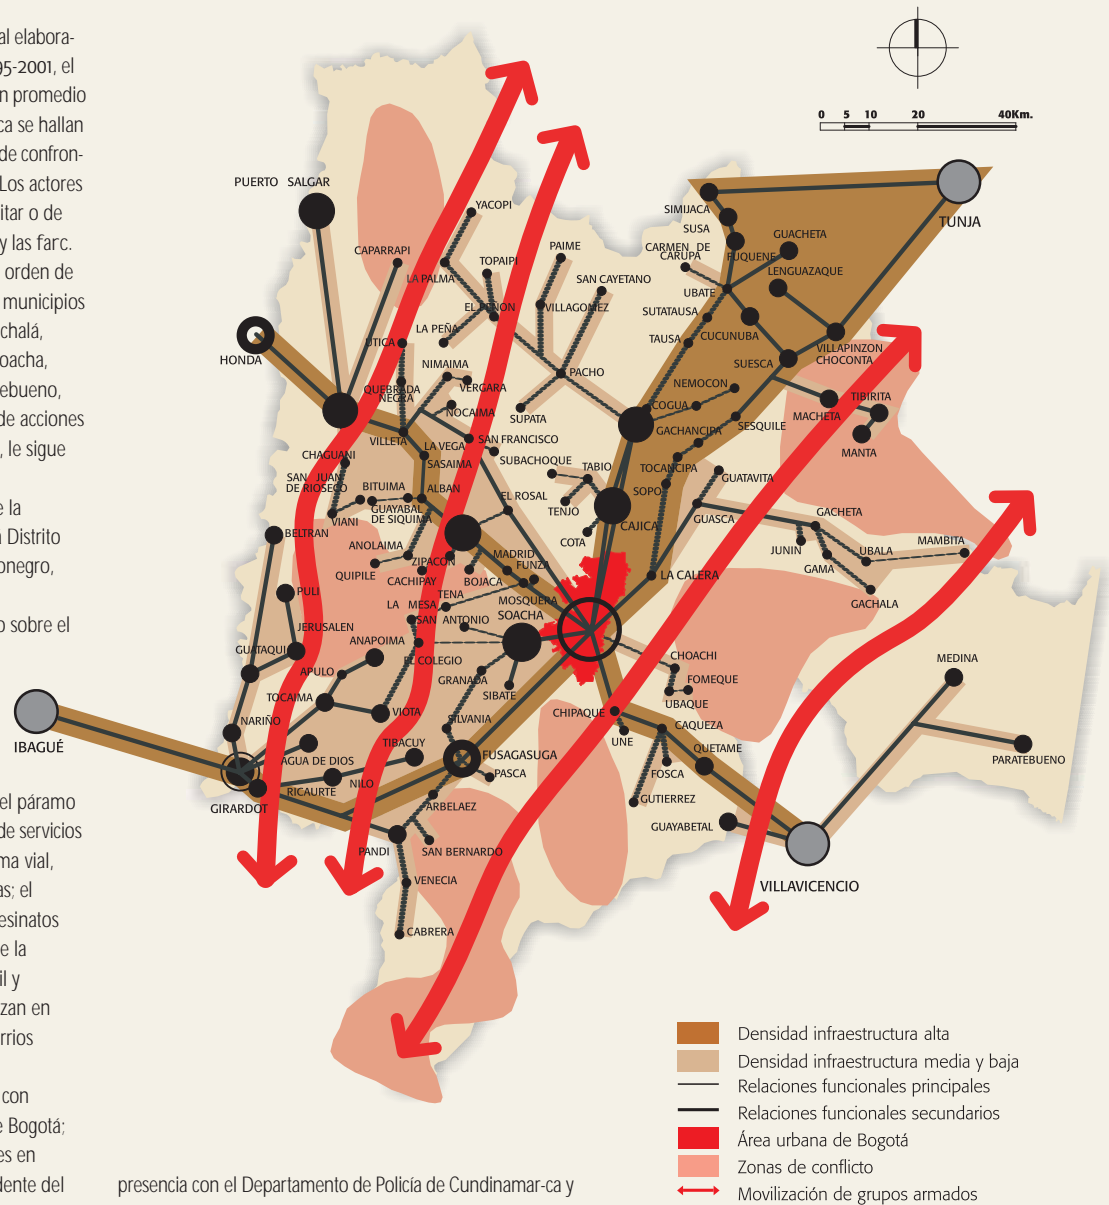 al elabora-
95-2001, el
n promedio
ca se hallan
de confron-
Los actores
itar o de
y las farc.
orden de
municipios
chalá,
oacha,
ebueno,
de acciones
, le sigue
e la
a Distrito
onegro,
o sobre el
el páramo
de servicios
ma vial,
as; el
esinatos
e la
il y
zan en
rrios
con
e Bogotá;
es en
dente del
presencia con el Departamento de Policía de Cundinamar-ca y
0 5 10 20 40Km.
PUERTO SALGAR
YACOPI
SIMIJACA
TUNJA
SUSA
GUACHETA
CAPARRAPI
PAIME
CARMEN DE
CARUPA
FUQUENE
TOPAIPI
LENGUAZAQUE
LA PALMA
SAN CAYETANO
UBATE
EL PEÑON
VILLAGOMEZ
SUTATAUSA
LA PEÑA
TAUSA
CUCUNUBA
HONDA
UTICA
VILLAPINZON
CHOCONTA
NIMAIMA
PACHO
SUESCA
QUEBRADA
NEGRA
VERGARA
NEMOCON
TIBIRITA
NOCAIMA
SUPATA
COGUA
MACHETA
VILLETA
GACHANCIPA
SESQUILE
LA VEGA
SAN FRANCISCO
MANTA
CHAGUANI
SASAIMA
SUBACHOQUE
TABIO
TOCANCIPA
SAN JUAN
DE RIOSECO
BITUIMA
ALBAN
EL ROSAL
SOPO
GUATAVITA
VIANI
GUAYABAL
DE SIQUIMA
TENJO
CAJICA
GUASCA
GACHETA
BELTRAN
ANOLAIMA
COTA
JUNIN
UBALA
MAMBITA
ZIPACON
MADRID
FUNZA
QUIPILE
CACHIPAY
BOJACA
LA CALERA
GAMA
PULI
TENA
MOSQUERA
GACHALA
LA MESA
SOACHA
JERUSALEN
SAN ANTONIO
ANAPOIMA
GUATAQUI
EL COLEGIO
CHOACHI
MEDINA
APULO
GRANADA
FOMEQUE
TOCAIMA
SIBATE
UBAQUE
NARIÑO
VIOTA
SILVANIA
CHIPAQUE
CAQUEZA
IBAGUÉ
TIBACUY
UNE
QUETAME
AGUA DE DIOS
FUSAGASUGA
PARATEBUENO
PASCA
FOSCA
NILO
RICAURTE
GIRARDOT
ARBELAEZ
GUTIERREZ
GUAYABETAL
PANDI
SAN BERNARDO
VENECIA
VILLAVICENCIO
CABRERA
Densidad infraestructura alta
Densidad infraestructura media y baja
Relaciones funcionales principales
Relaciones funcionales secundarios
Área urbana de Bogotá
Zonas de conflicto
Movilización de grupos armados